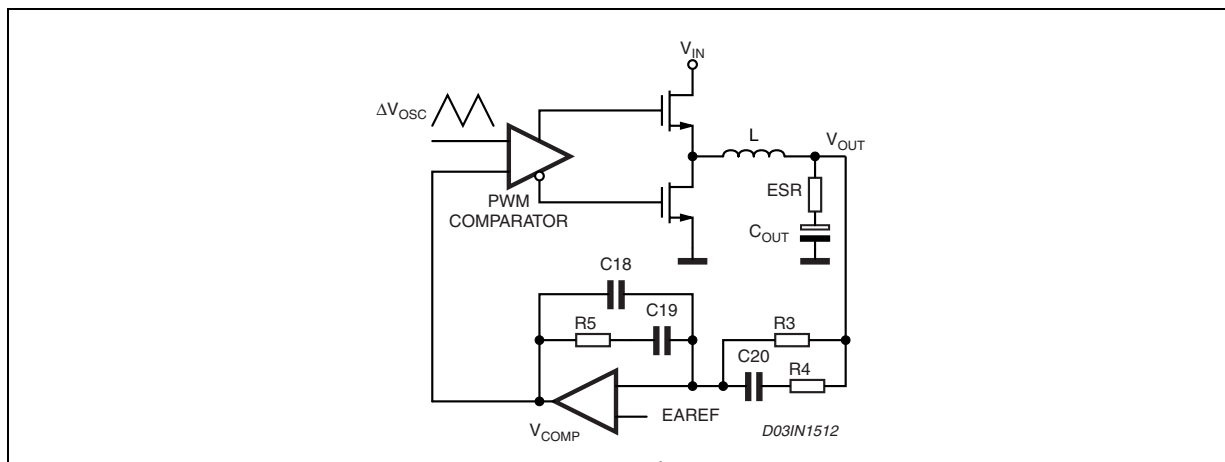 V_IN
ΔV_OSC
L
V_OUT
ESR
PWM
COMPARATOR
C_OUT
C18
C19
R5
R3
C20
R4
EAREF
V_COMP
D03IN1512